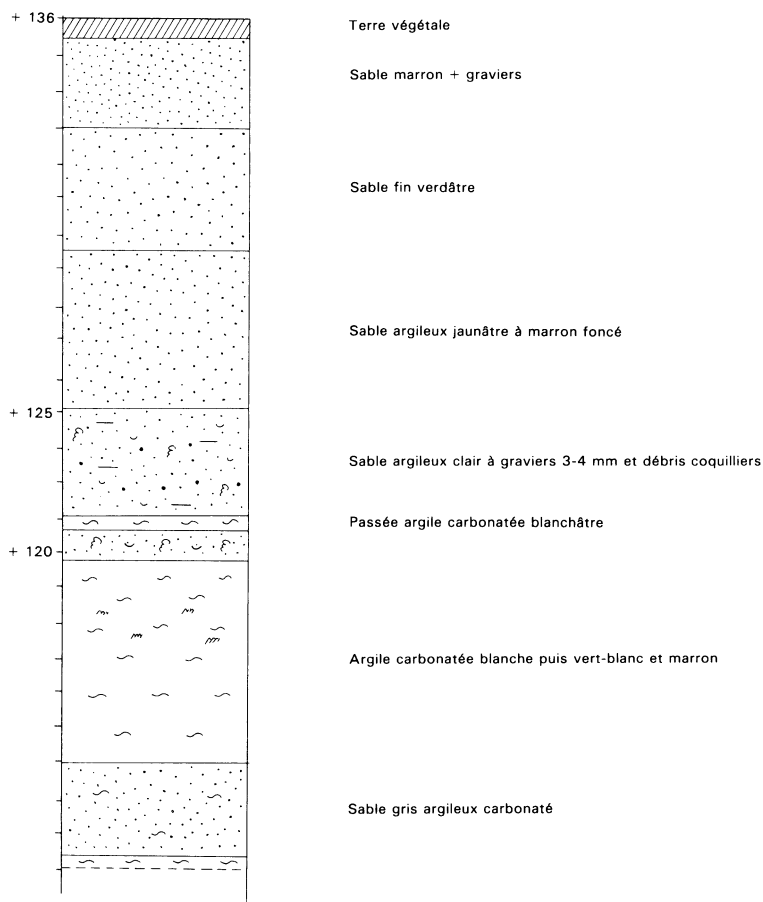 + 136
Terre végétale
Sable marron + graviers
Sable fin verdâtre
Sable argileux jaunâtre à marron foncé
+ 125
Sable argileux clair à graviers 3-4 mm et débris coquilliers
Passée argile carbonatée blanchâtre
+ 120
Argile carbonatée blanche puis vert-blanc et marron
Sable gris argileux carbonaté